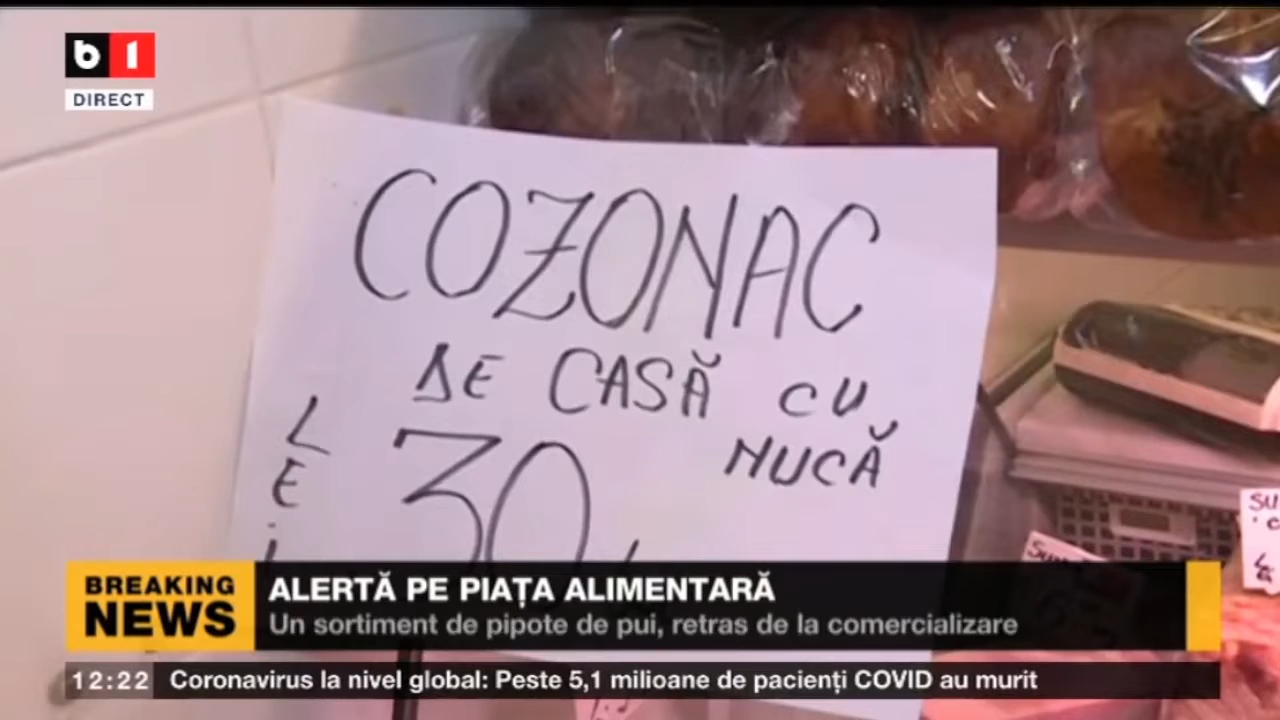 b1
DIRECT
COZONAC
DE CASĂ CU
NUCĂ
LEI
30
BREAKING
NEWS
ALERTĂ PE PIAȚA ALIMENTARĂ
Un sortiment de pipote de pui, retras de la comercializare
12:22 Coronavirus la nivel global: Peste 5,1 milioane de pacienți COVID au murit